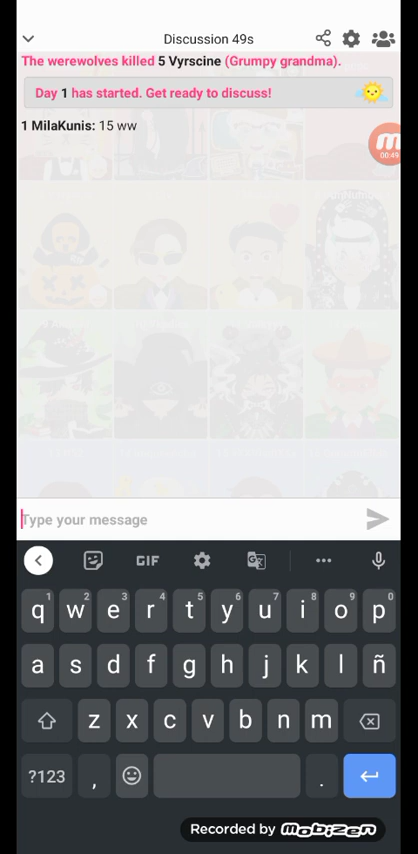 Discussion 49s
The werewolves killed 5 Vyrscine (Grumpy grandma).
Day 1 has started. Get ready to discuss!
1 MilaKunis: 15 ww
00:49
Type your message
GIF
1 2 3 4 5 6 7 8 9 0
q w e r t y u i o p
a s d f g h j k l ñ
z x c v b n m
?123 , .
Recorded by mobizen